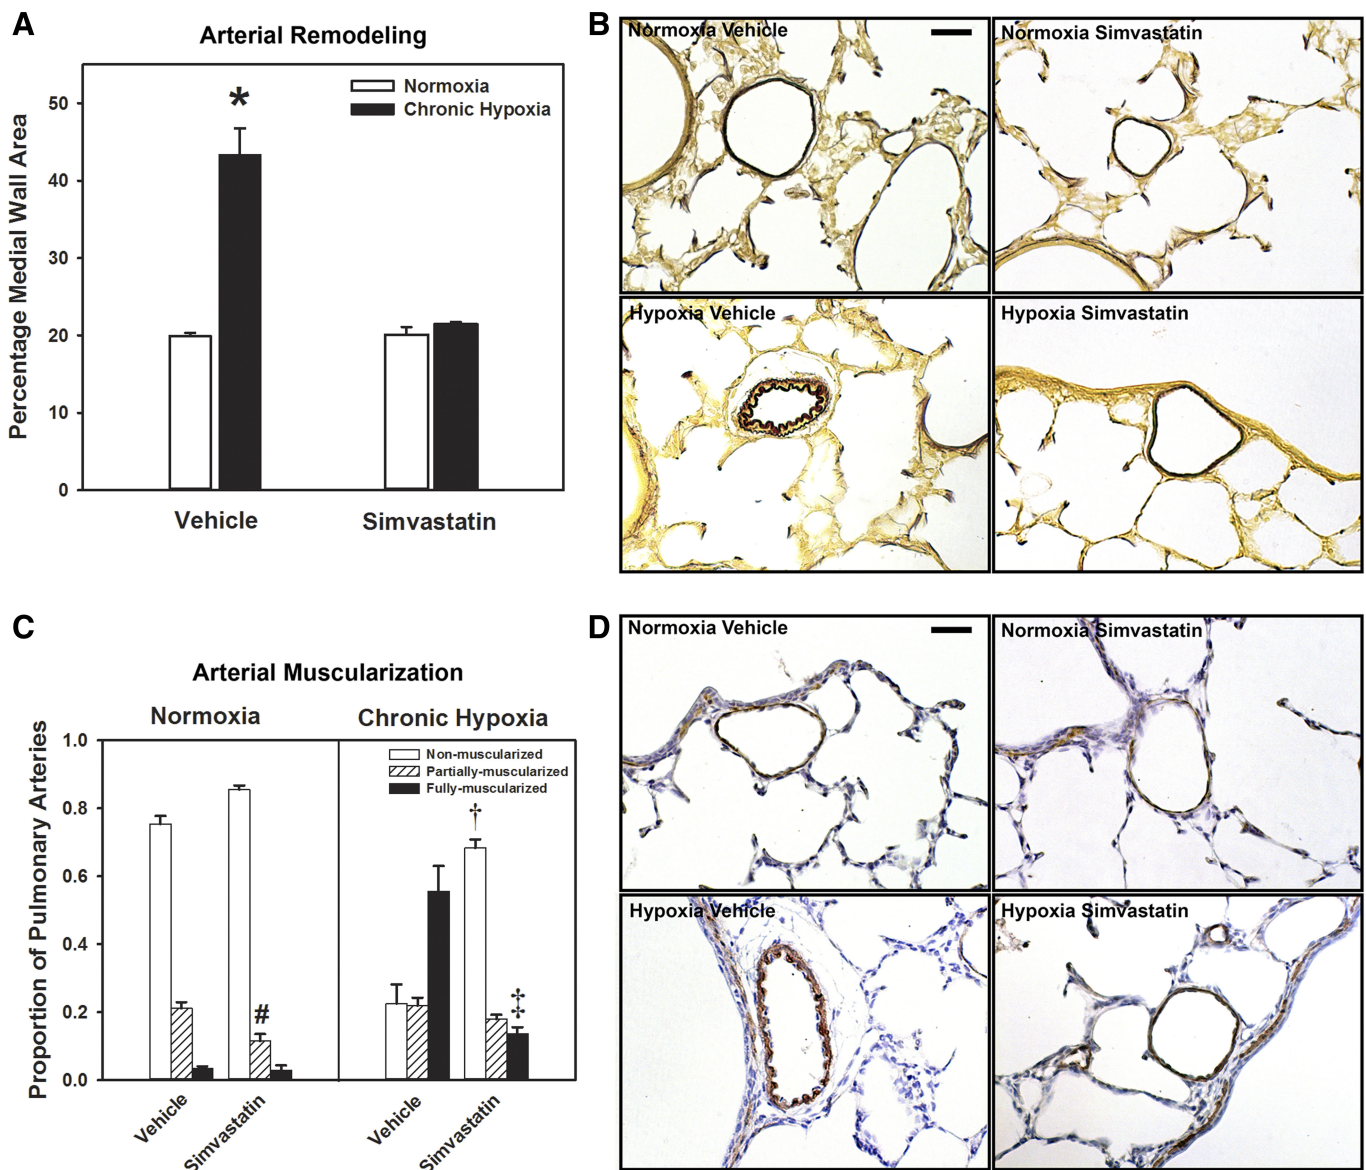 A
Arterial Remodeling
Percentage Medial Wall Area
50
40
30
20
10
0
Normoxia
Chronic Hypoxia
*
Vehicle
Simvastatin
B
Normoxia Vehicle
Normoxia Simvastatin
Hypoxia Vehicle
Hypoxia Simvastatin
C
Arterial Muscularization
Normoxia
Chronic Hypoxia
Proportion of Pulmonary Arteries
1.0
0.8
0.6
0.4
0.2
0.0
Non-muscularized
Partially-muscularized
Fully-muscularized
#
†
‡
Vehicle
Simvastatin
Vehicle
Simvastatin
D
Normoxia Vehicle
Normoxia Simvastatin
Hypoxia Vehicle
Hypoxia Simvastatin